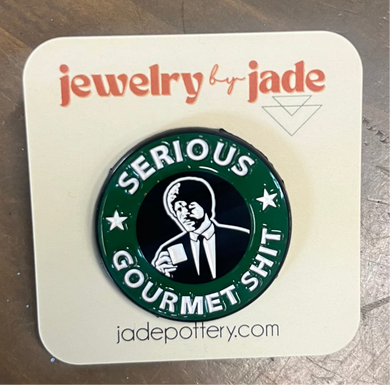 jewelry by jade
SERIOUS
GOURMET SHIT
jadepottery.com